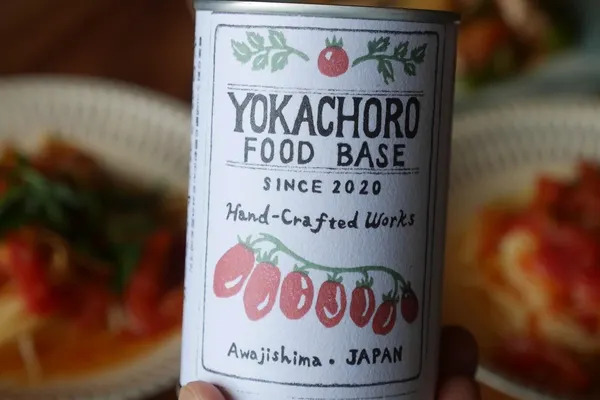 YOKACHORO
FOOD BASE
SINCE 2020
Hand-Crafted Works
Awajishima • JAPAN